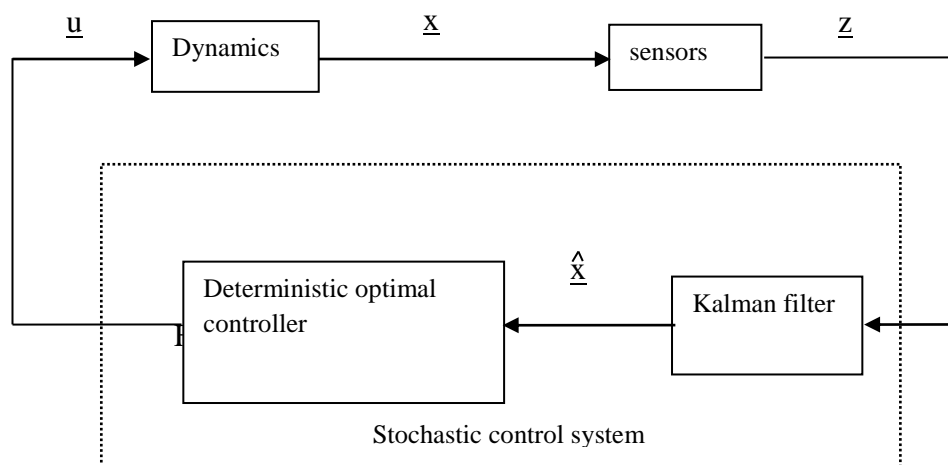 u
x
z
Dynamics
sensors
x̂
Deterministic optimal
controller
Kalman filter
Stochastic control system